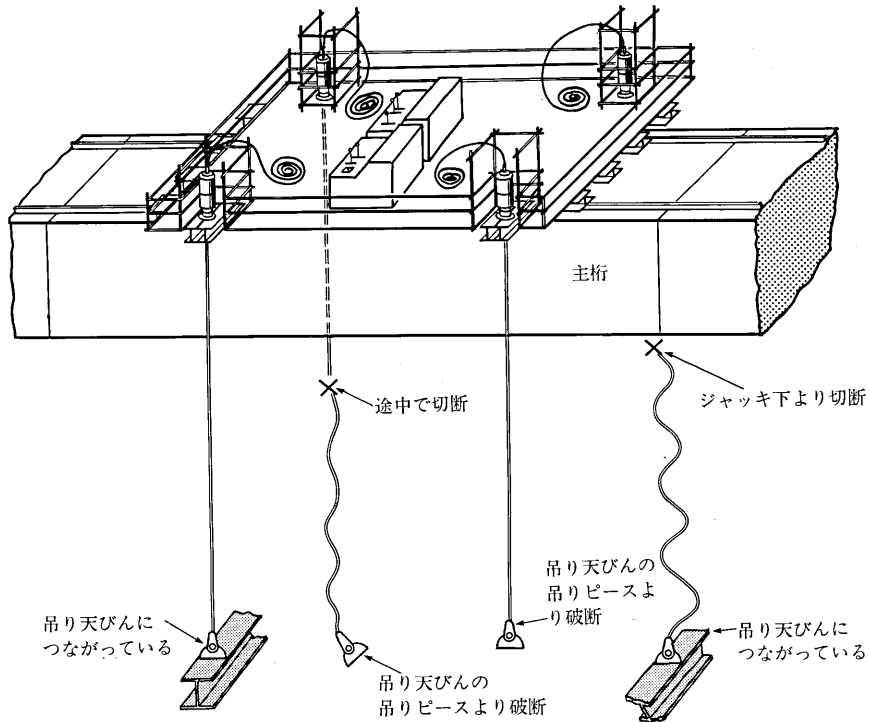 主桁
途中で切断
ジャッキ下より切断
吊り天びんの
吊りピースよ
り破断
吊り天びんに
つながっている
吊り天びんの
吊りピースより破断
吊り天びんに
つながっている